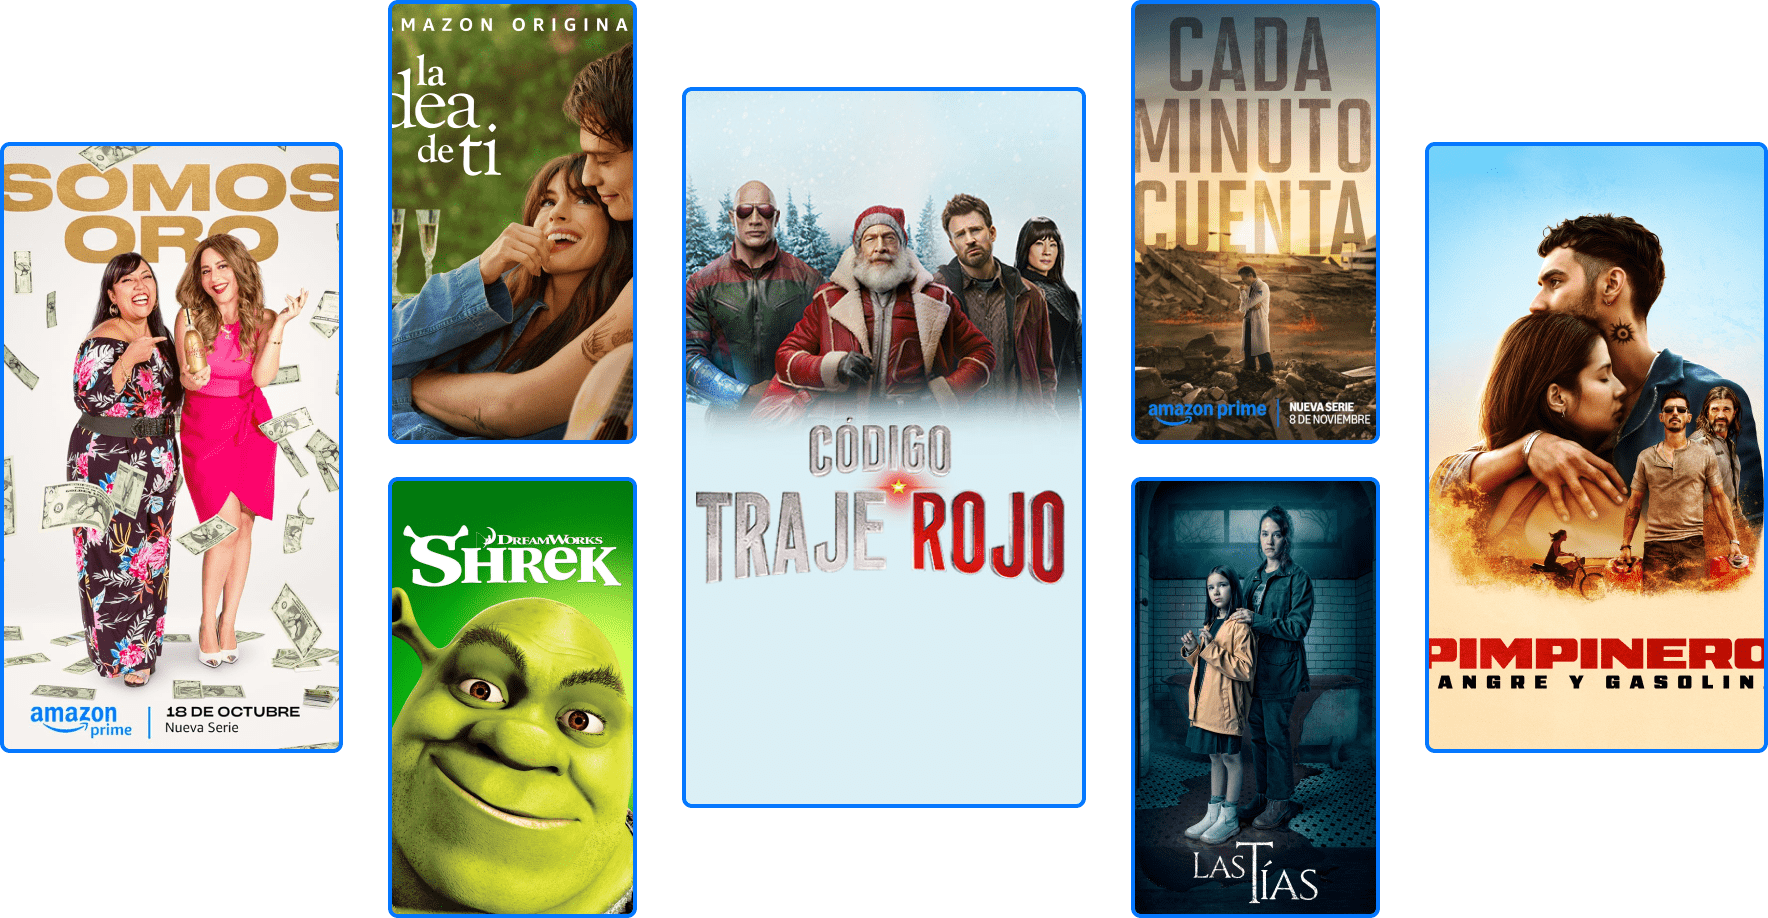 SOMOS
ORO
amazon
prime
18 DE OCTUBRE
Nueva Serie
MAZON ORIGINA
la
dea
de ti
DREAMWORKS
SHREK
CÓDIGO
TRAJE ROJO
CADA
MINUTO
CUENTA
amazon prime
NUEVA SERIE
8 DE NOVIEMBRE
LAS TÍAS
PIMPINERO
ANGRE Y GASOLIN